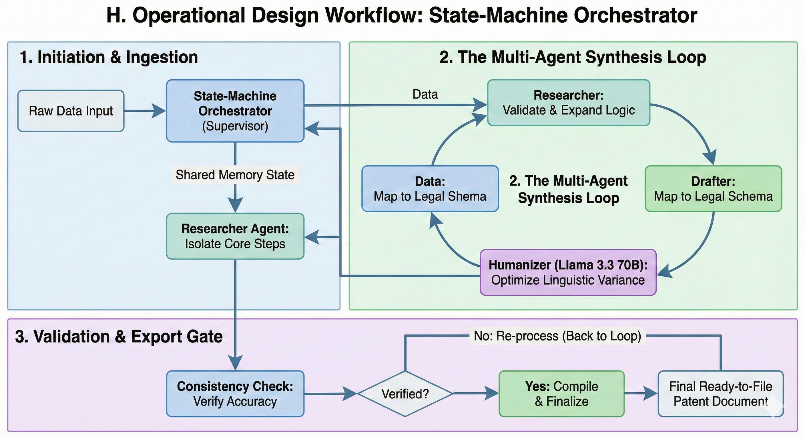 H. Operational Design Workflow: State-Machine Orchestrator
1. Initiation & Ingestion
Raw Data Input
State-Machine
Orchestrator
(Supervisor)
Shared Memory State
Researcher Agent:
Isolate Core Steps
2. The Multi-Agent Synthesis Loop
Data
Researcher:
Validate & Expand Logic
Data:
Map to Legal Shema
2. The Multi-Agent
Synthesis Loop
Drafter:
Map to Legal Schema
Humanizer (Llama 3.3 70B):
Optimize Linguistic Variance
3. Validation & Export Gate
No: Re-process (Back to Loop)
Consistency Check:
Verify Accuracy
Verified?
Yes: Compile
& Finalize
Final Ready-to-File
Patent Document